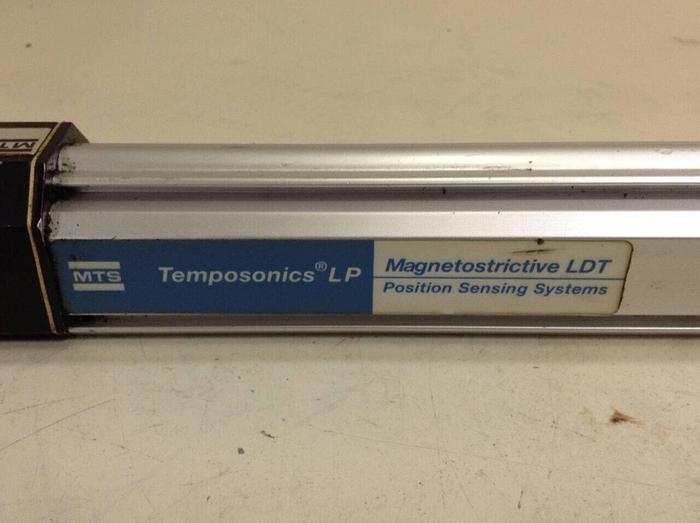 MTS
Temposonics® LP
Magnetostrictive LDT
Position Sensing Systems